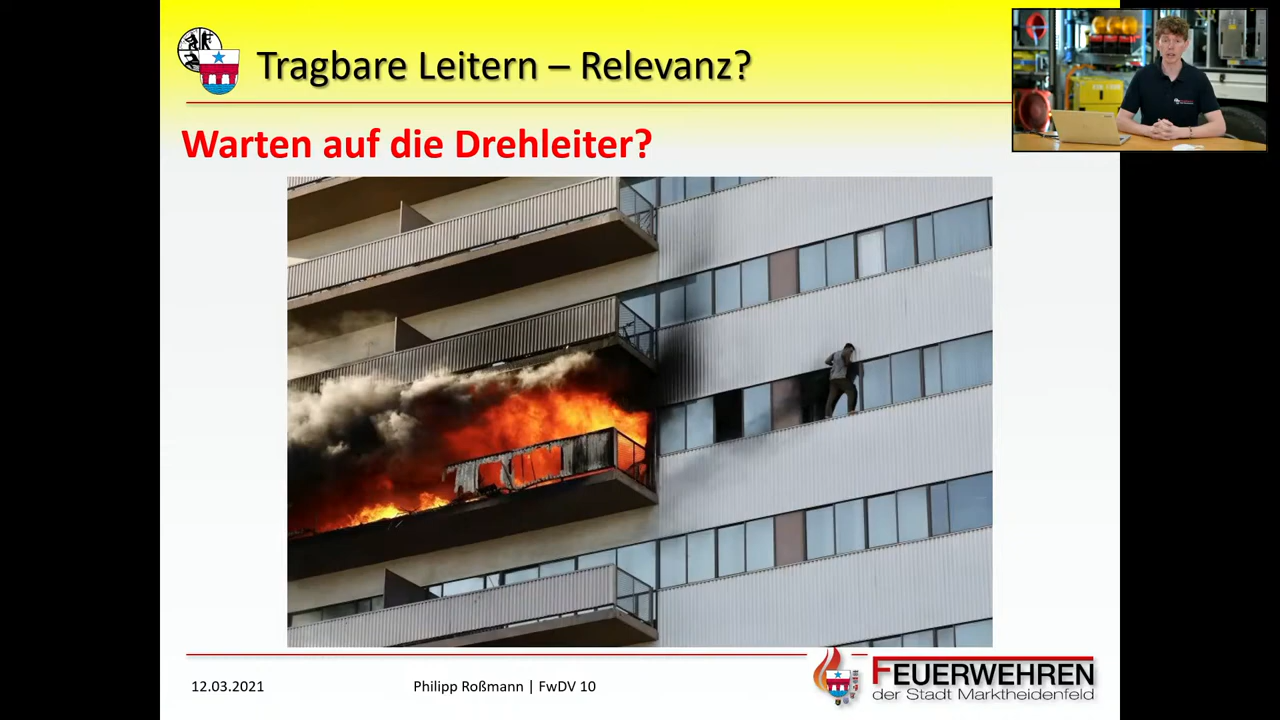 Tragbare Leitern – Relevanz?
Warten auf die Drehleiter?
12.03.2021
Philipp Roßmann | FwDV 10
FEUERWEHREN
der Stadt Marktheidenfeld